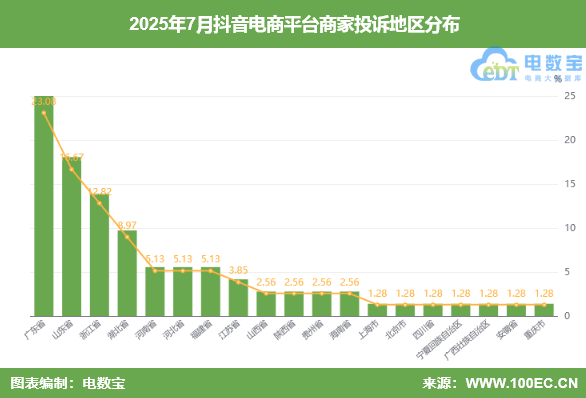 2025年7月抖音电商平台商家投诉地区分布
电数宝
EDT
电商大数据库
%
25
20
15
10
5
0
23.08
16.67
12.82
8.97
5.13
5.13
5.13
3.85
2.56
2.56
2.56
2.56
1.28
1.28
1.28
1.28
1.28
1.28
1.28
广东省
山东省
浙江省
湖北省
河南省
河北省
福建省
江苏省
山西省
陕西省
贵州省
海南省
上海市
北京市
四川省
宁夏回族自治区
广西壮族自治区
安徽省
重庆市
图表编制：电数宝
来源：WWW.100EC.CN